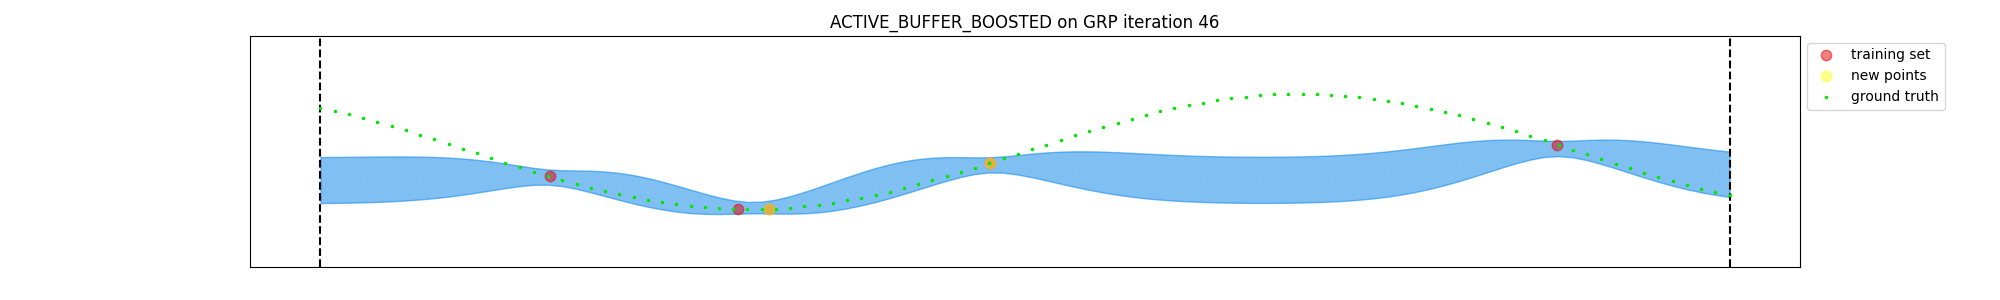 ACTIVE_BUFFER_BOOSTED on GRP iteration 46
training set
new points
ground truth